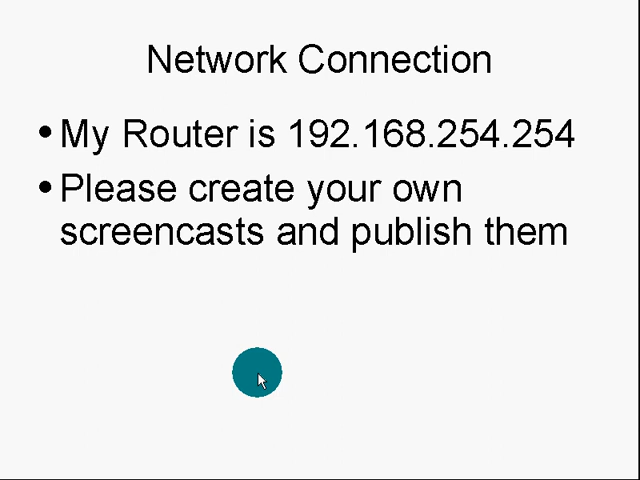 Network Connection
• My Router is 192.168.254.254
• Please create your own
screencasts and publish them